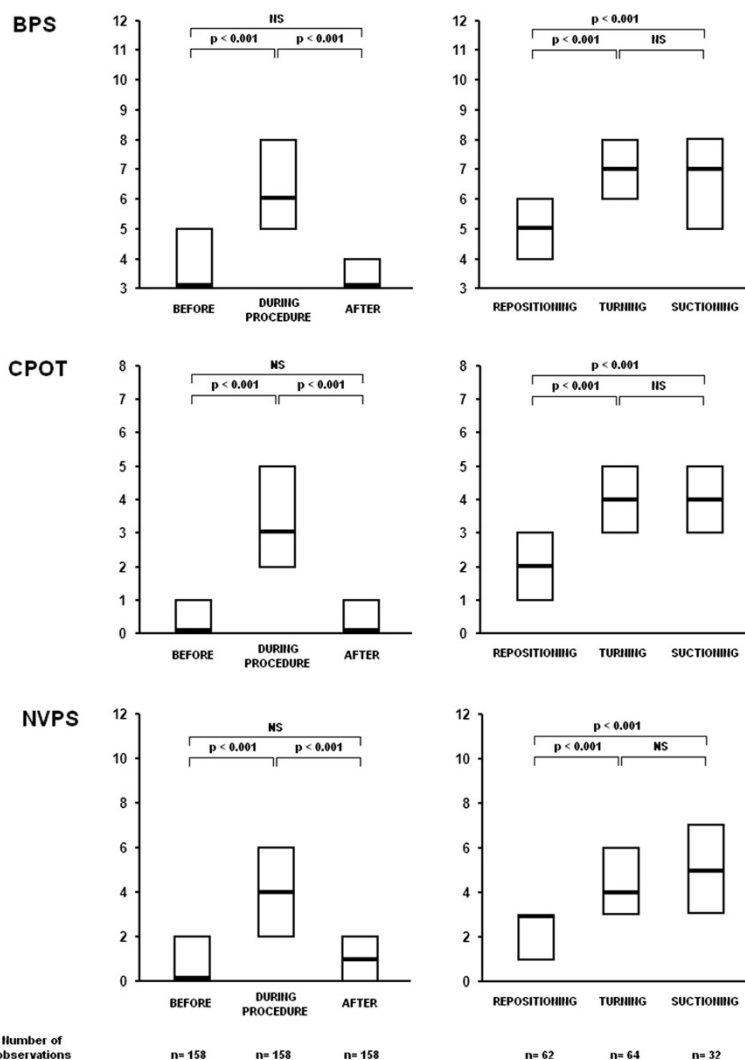 BPS
12
11
10
9
8
7
6
5
4
3
NS
p < 0.001 p < 0.001
BEFORE DURING PROCEDURE AFTER
12
11
10
9
8
7
6
5
4
3
p < 0.001
p < 0.001 NS
REPOSITIONING TURNING SUCTIONING
CPOT
8
7
6
5
4
3
2
1
0
NS
p < 0.001 p < 0.001
BEFORE DURING PROCEDURE AFTER
8
7
6
5
4
3
2
1
0
p < 0.001
p < 0.001 NS
REPOSITIONING TURNING SUCTIONING
NVPS
12
10
8
6
4
2
0
NS
p < 0.001 p < 0.001
BEFORE DURING PROCEDURE AFTER
12
10
8
6
4
2
0
p < 0.001
p < 0.001 NS
REPOSITIONING TURNING SUCTIONING
Number of
observations n= 158 n= 158 n= 158 n= 62 n= 64 n= 32